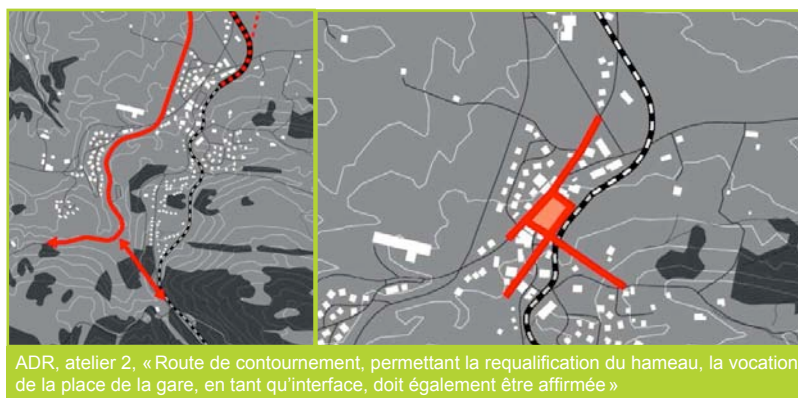 ADR, atelier 2, « Route de contournement, permettant la requalification du hameau, la vocation
de la place de la gare, en tant qu’interface, doit également être affirmée »